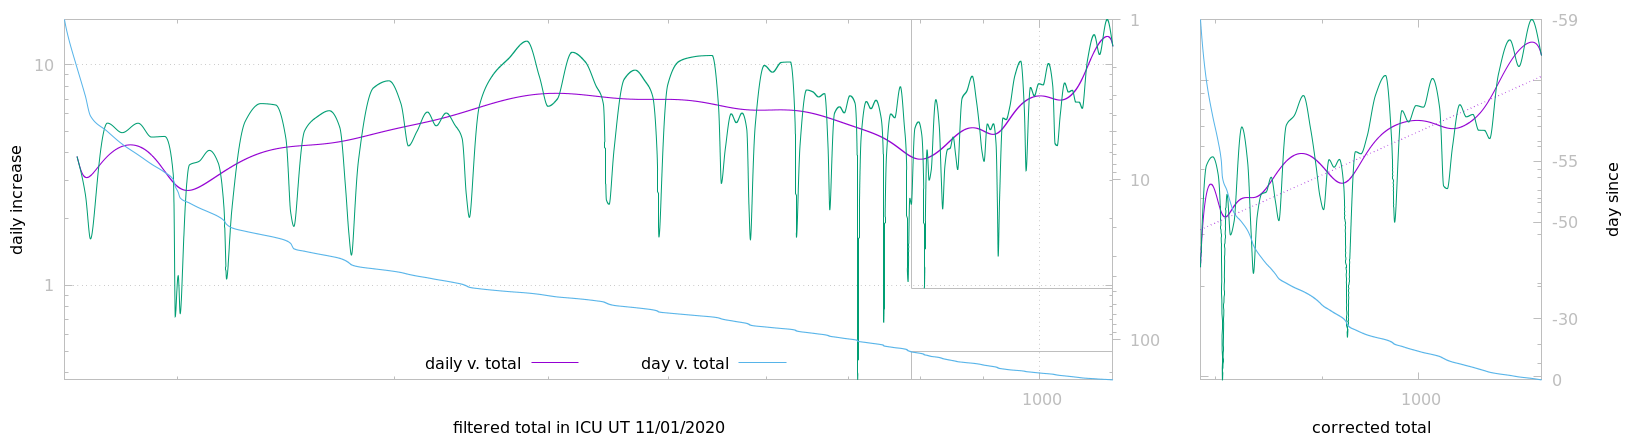 daily increase
10
1
daily v. total
day v. total
1
10
100
1000
filtered total in ICU UT 11/01/2020
-59
-55
-50
-30
0
day since
1000
corrected total